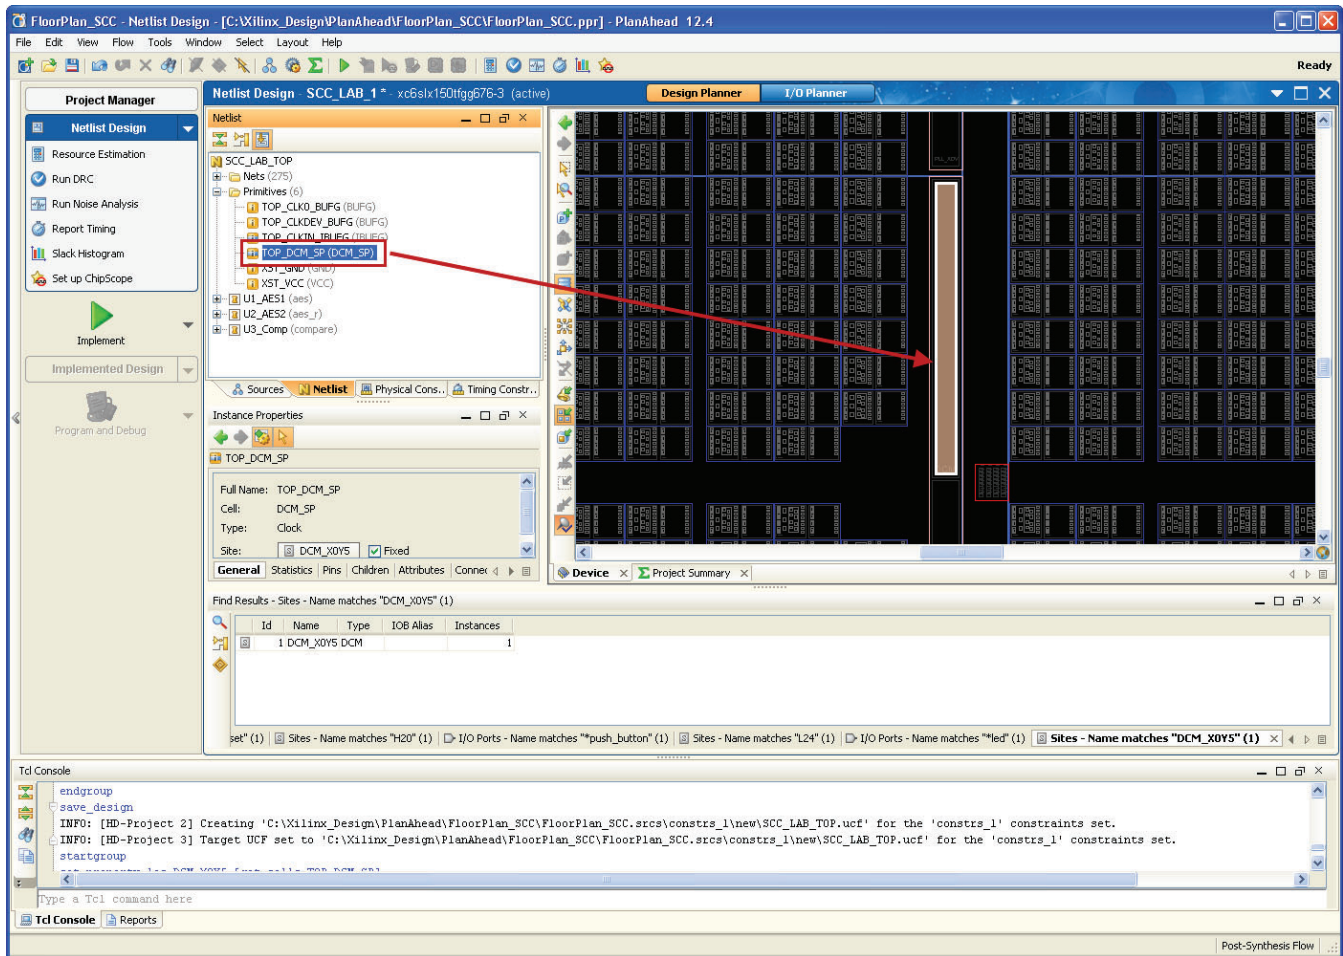 FloorPlan_SCC - Netlist Design - [C:\Xilinx_Design\PlanAhead\FloorPlan_SCC\FloorPlan_SCC.ppr] - PlanAhead 12.4
File Edit View Flow Tools Window Select Layout Help
Ready
Project Manager
Netlist Design
Resource Estimation
Run DRC
Run Noise Analysis
Report Timing
Slack Histogram
Set up ChipScope
Implement
Implemented Design
Program and Debug
Netlist Design - SCC_LAB_1 * - xc6slx150tfgg676-3 (active)
Design Planner
I/O Planner
Netlist
SCC_LAB_TOP
Nets (275)
Primitives (6)
TOP_CLK0_BUFG (BUFG)
TOP_CLKDEV_BUFG (BUFG)
TOP_CLKIN_IBUFG (IBUFG)
TOP_DCM_SP (DCM_SP)
XST_GND (GND)
XST_VCC (VCC)
U1_AES1 (aes)
U2_AES2 (aes_r)
U3_Comp (compare)
Sources Netlist Physical Cons.. Timing Constr..
Instance Properties
TOP_DCM_SP
Full Name: TOP_DCM_SP
Cell: DCM_SP
Type: Clock
Site: DCM_X0Y5 Fixed
General Statistics Pins Children Attributes Connec
Device Project Summary
Find Results - Sites - Name matches "DCM_X0Y5" (1)
Id Name Type IOB Alias Instances
1 DCM_X0Y5 DCM 1
set" (1) Sites - Name matches "H20" (1) I/O Ports - Name matches "*push_button" (1) Sites - Name matches "L24" (1) I/O Ports - Name matches "*led" (1) Sites - Name matches "DCM_X0Y5" (1)
Tcl Console
endgroup
save_design
INFO: [HD-Project 2] Creating 'C:\Xilinx_Design\PlanAhead\FloorPlan_SCC\FloorPlan_SCC.srcs\constrs_1\new\SCC_LAB_TOP.ucf' for the 'constrs_1' constraints set.
INFO: [HD-Project 3] Target UCF set to 'C:\Xilinx_Design\PlanAhead\FloorPlan_SCC\FloorPlan_SCC.srcs\constrs_1\new\SCC_LAB_TOP.ucf' for the 'constrs_1' constraints set.
startgroup
Type a Tcl command here
Tcl Console Reports
Post-Synthesis Flow